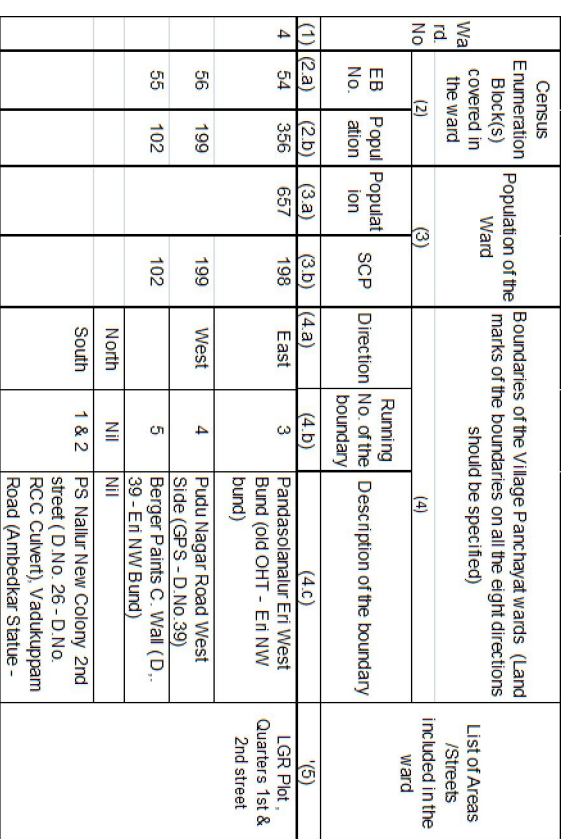 Wa
rd.
No
Census
Enumeration
Block(s)
covered in
the ward
Population of the
Ward
Boundaries of the Village Panchayat wards (Land
marks of the boundaries on all the eight directions
should be specified)
List of Areas
/Streets
included in the
ward
(2)
(3)
(4)
EB
No.
Popul
ation
Populat
ion
SCP
Direction
Running
No. of the
boundary
Description of the boundary
(1) (2.a) (2.b) (3.a) (3.b) (4.a) (4.b) (4.c) '(5)
4 54 356 657 198 East 3
Pandasolanalur Eri West
Bund (old OHT - Eri NW
bund)
LGR Plot ,
Quarters 1st &
2nd street
56 199 199 West 4
Pudu Nagar Road West
Side (GPS - D.No.39)
55 102 102 5
Berger Paints C. Wall ( D,-
39 - Eri NW Bund)
North Nil Nil
South 1 & 2
PS Nallur New Colony 2nd
street ( D.No. 26 - D.No.
RCC Culvert), Vadukuppam
Road (Ambedkar Statue -